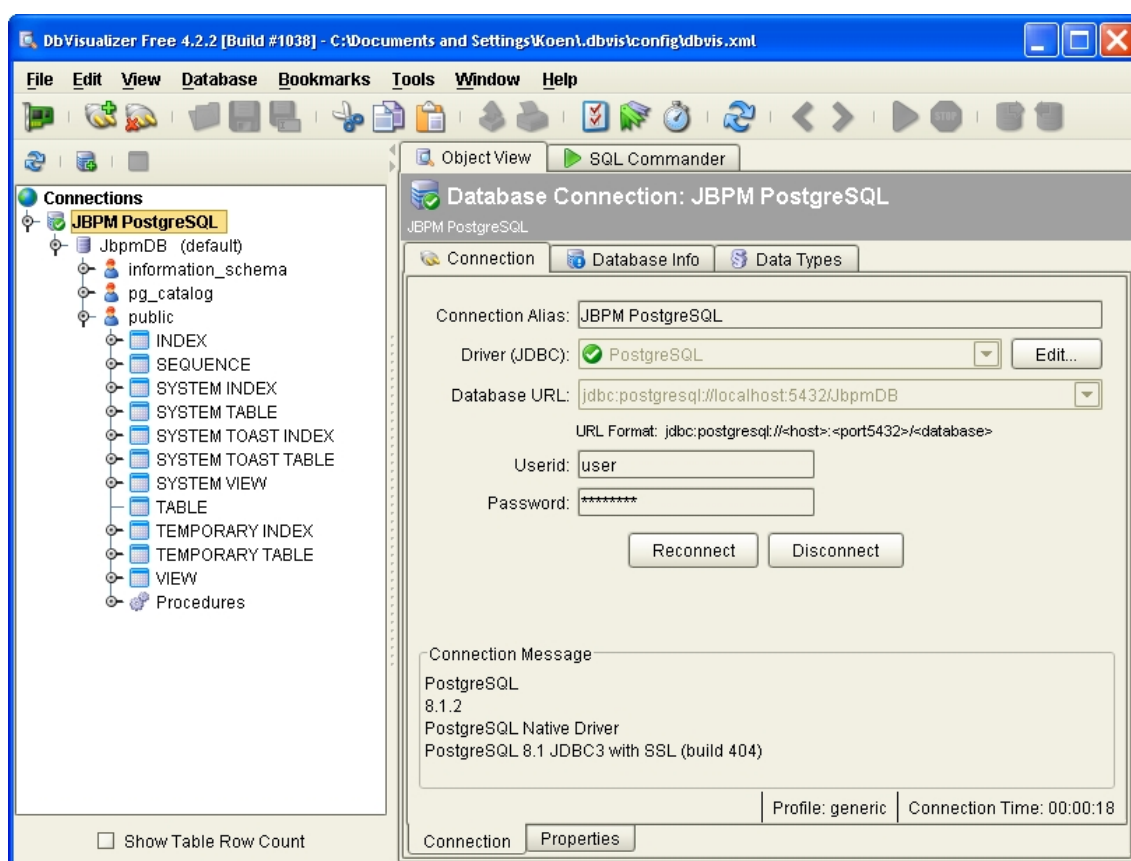 DbVisualizer Free 4.2.2 [Build #1038] - C:\Documents and Settings\Koen\.dbvis\config\dbvis.xml
File Edit View Database Bookmarks Tools Window Help
STOP
Object View SQL Commander
Connections
JBPM PostgreSQL
JbpmDB (default)
information_schema
pg_catalog
public
INDEX
SEQUENCE
SYSTEM INDEX
SYSTEM TABLE
SYSTEM TOAST INDEX
SYSTEM TOAST TABLE
SYSTEM VIEW
TABLE
TEMPORARY INDEX
TEMPORARY TABLE
VIEW
Procedures
Show Table Row Count
Database Connection: JBPM PostgreSQL
JBPM PostgreSQL
Connection Database Info Data Types
Connection Alias: JBPM PostgreSQL
Driver (JDBC): PostgreSQL Edit...
Database URL: jdbc:postgresql://localhost:5432/JbpmDB
URL Format: jdbc:postgresql://<host>:<port5432>/<database>
Userid: user
Password: ********
Reconnect Disconnect
Connection Message
PostgreSQL
8.1.2
PostgreSQL Native Driver
PostgreSQL 8.1 JDBC3 with SSL (build 404)
Profile: generic Connection Time: 00:00:18
Connection Properties